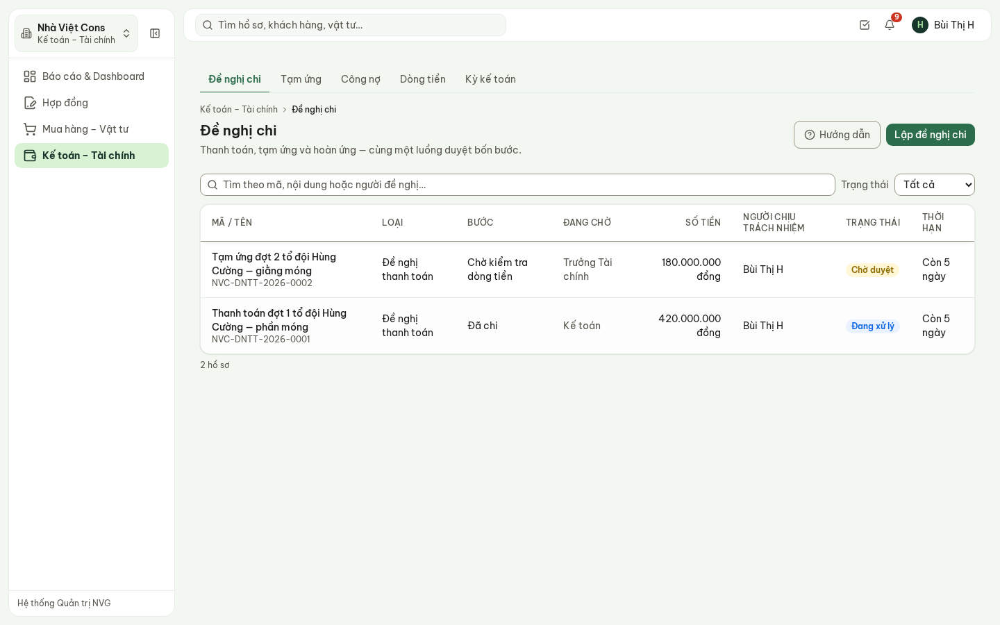 Nhà Việt Cons
Kế toán – Tài chính
Báo cáo & Dashboard
Hợp đồng
Mua hàng – Vật tư
Kế toán – Tài chính
Hệ thống Quản trị NVG
Tìm hồ sơ, khách hàng, vật tư...
9
H
Bùi Thị H
Đề nghị chi
Tạm ứng
Công nợ
Dòng tiền
Kỳ kế toán
Kế toán – Tài chính > Đề nghị chi
Đề nghị chi
Thanh toán, tạm ứng và hoàn ứng — cùng một luồng duyệt bốn bước.
Hướng dẫn
Lập đề nghị chi
Tìm theo mã, nội dung hoặc người đề nghị...
Trạng thái
Tất cả
MÃ / TÊN
LOẠI
BƯỚC
ĐANG CHỜ
SỐ TIỀN
NGƯỜI CHỊU
TRÁCH NHIỆM
TRẠNG THÁI
THỜI
HẠN
Tạm ứng đợt 2 tổ đội Hùng
Cường — giằng móng
NVC-DNTT-2026-0002
Đề nghị
thanh toán
Chờ kiểm tra
dòng tiền
Trưởng Tài
chính
180.000.000
đồng
Bùi Thị H
Chờ duyệt
Còn 5
ngày
Thanh toán đợt 1 tổ đội Hùng
Cường — phần móng
NVC-DNTT-2026-0001
Đề nghị
thanh toán
Đã chi
Kế toán
420.000.000
đồng
Bùi Thị H
Đang xử lý
Còn 5
ngày
2 hồ sơ